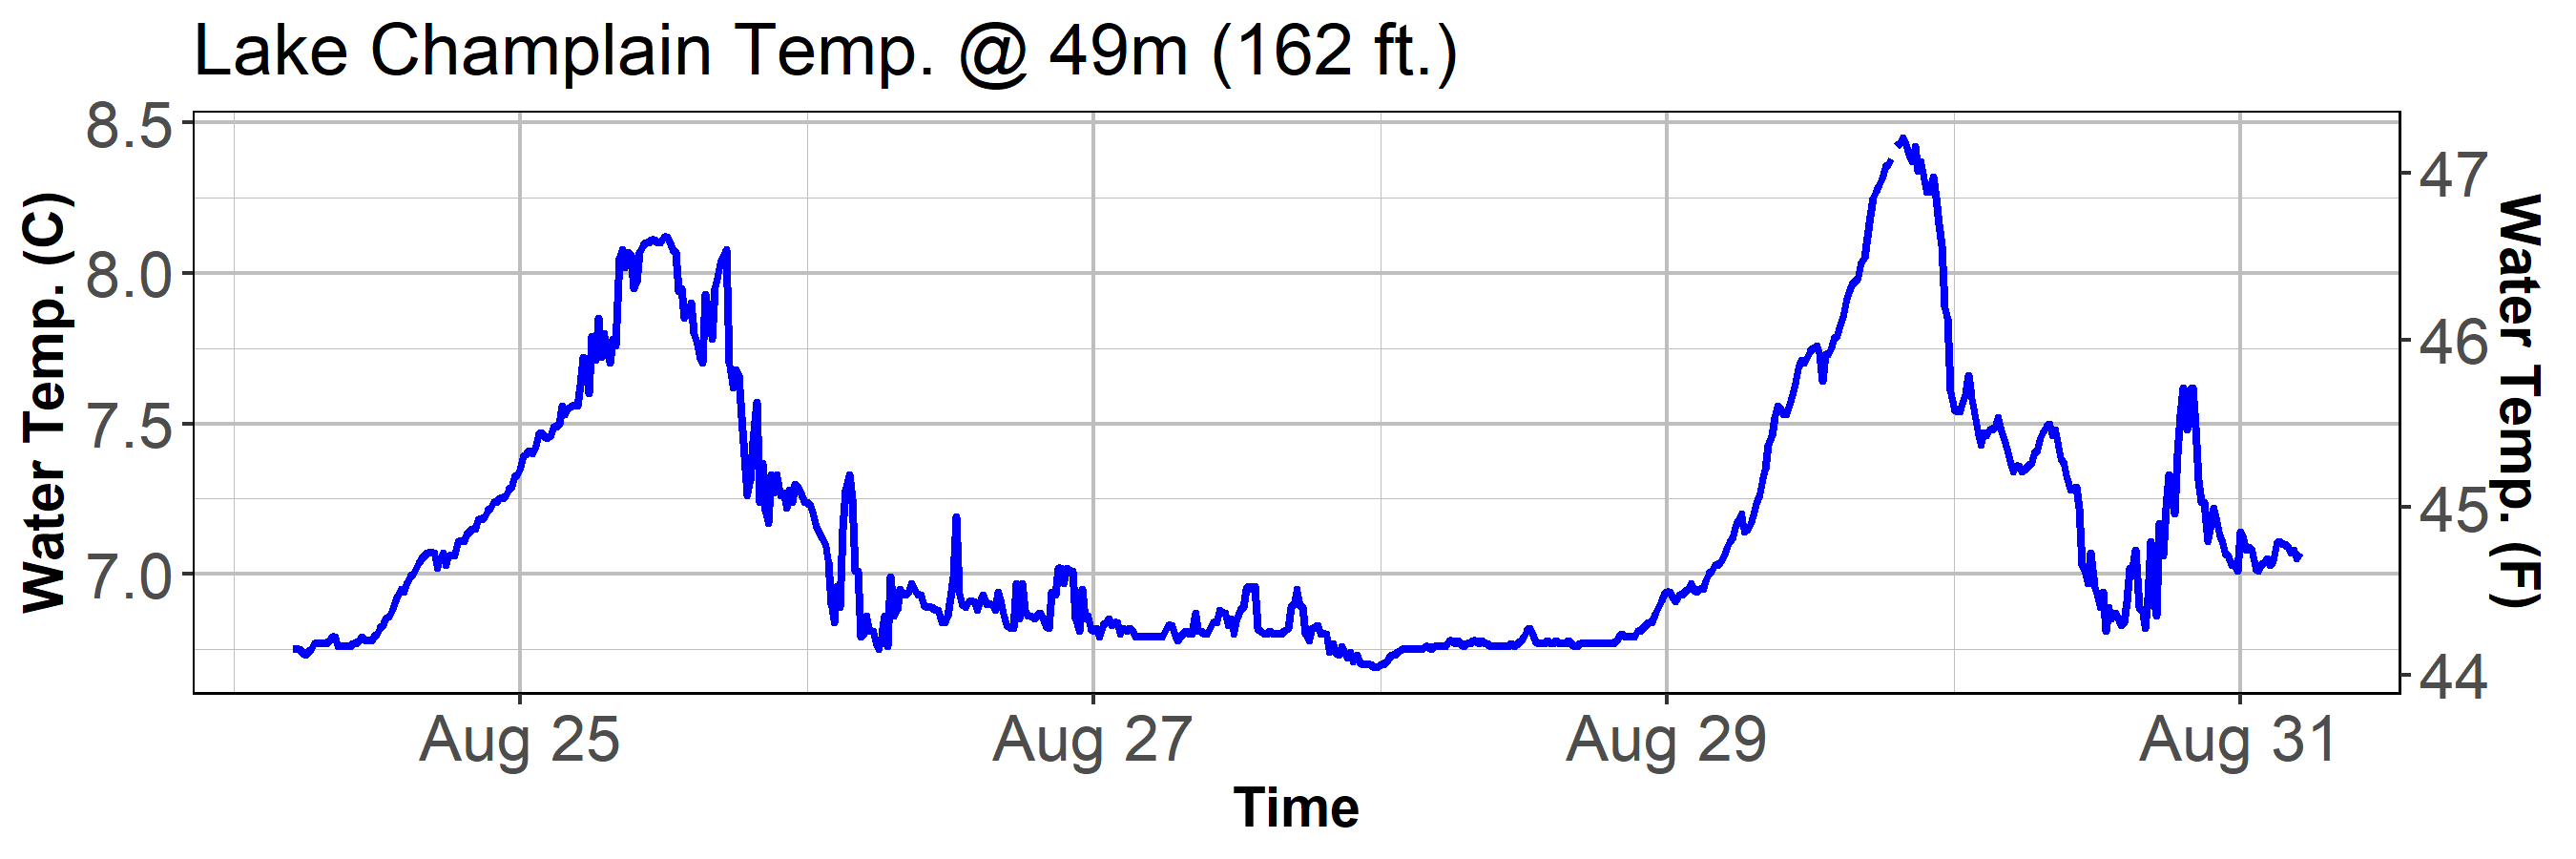 Lake Champlain Temp. @ 49m (162 ft.)
Water Temp. (C)
8.5
8.0
7.5
7.0
47
46
45
44
Water Temp. (F)
Aug 25 Aug 27 Aug 29 Aug 31
Time